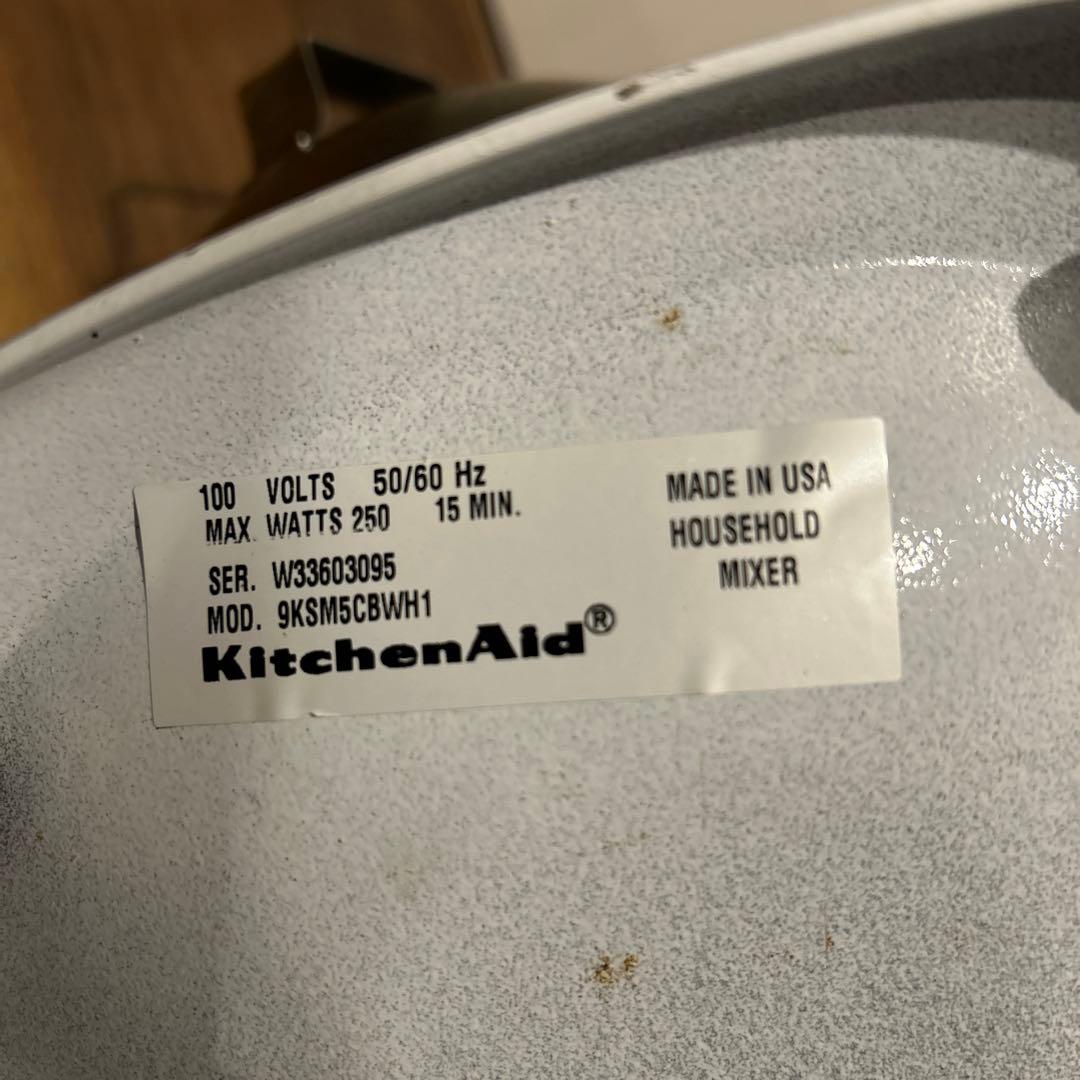 100 VOLTS 50/60 Hz
MAX. WATTS 250 15 MIN.
SER. W33603095
MOD. 9KSM5CBWH1
KitchenAid®
MADE IN USA
HOUSEHOLD
MIXER